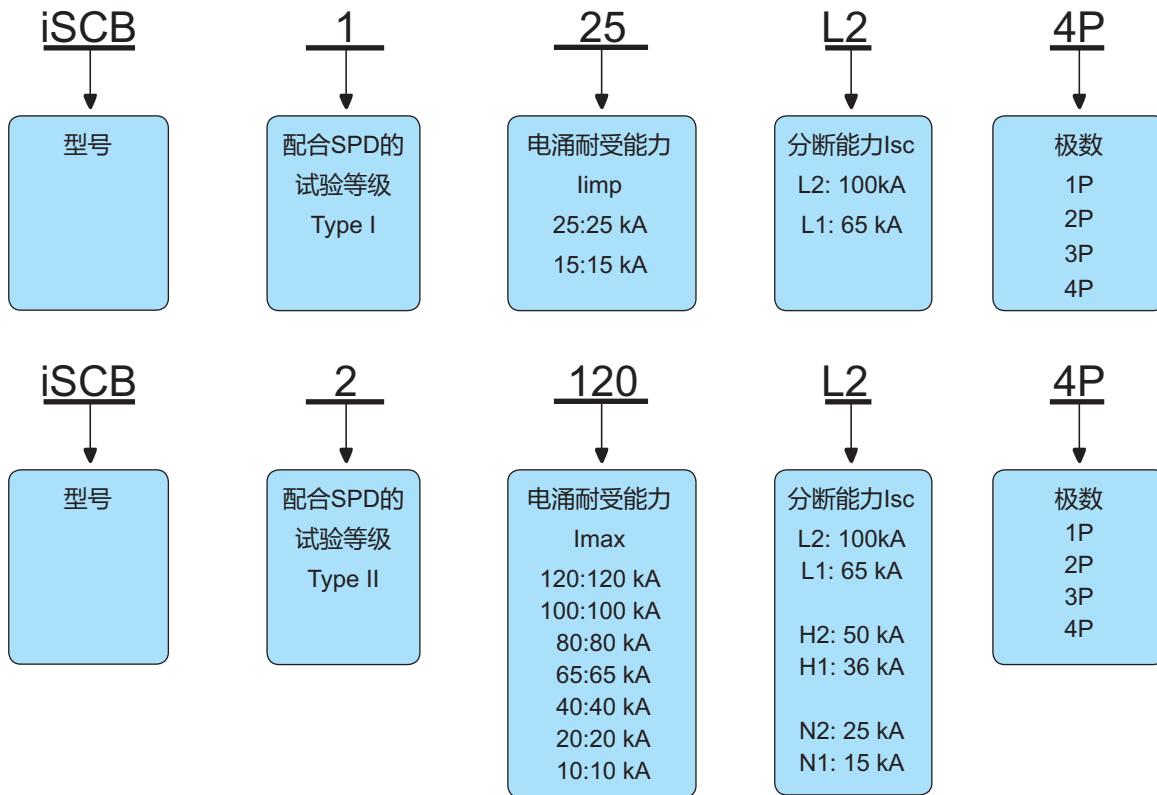 iSCB 1 25 L2 4P
型号
配合SPD的
试验等级
Type I
电涌耐受能力
Iimp
25:25 kA
15:15 kA
分断能力Isc
L2: 100kA
L1: 65 kA
极数
1P
2P
3P
4P
iSCB 2 120 L2 4P
型号
配合SPD的
试验等级
Type II
电涌耐受能力
Imax
120:120 kA
100:100 kA
80:80 kA
65:65 kA
40:40 kA
20:20 kA
10:10 kA
分断能力Isc
L2: 100kA
L1: 65 kA
H2: 50 kA
H1: 36 kA
N2: 25 kA
N1: 15 kA
极数
1P
2P
3P
4P